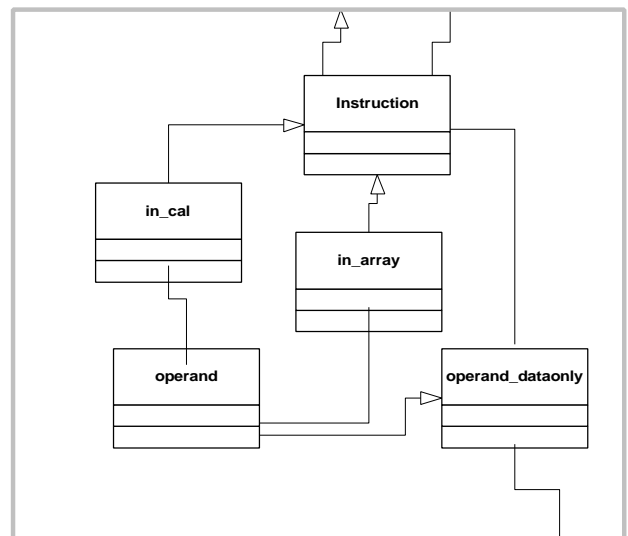 Instruction
in_cal
in_array
operand
operand_dataonly